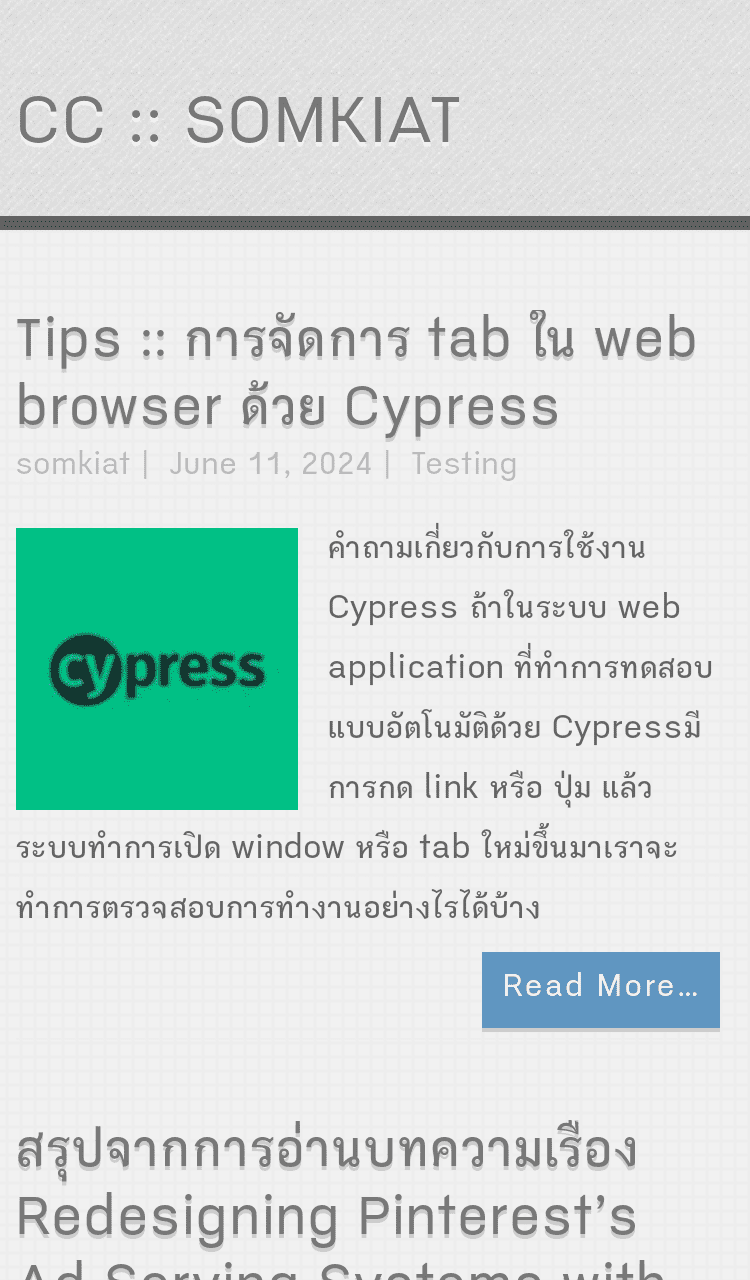 CC :: SOMKIAT
Tips :: การจัดการ tab ใน web
browser ด้วย Cypress
somkiat | June 11, 2024 | Testing
cypress
คำถามเกี่ยวกับการใช้งาน
Cypress ถ้าในระบบ web
application ที่ทำการทดสอบ
แบบอัตโนมัติด้วย Cypressมี
การกด link หรือ ปุ่ม แล้ว
ระบบทำการเปิด window หรือ tab ใหม่ขึ้นมาเราจะ
ทำการตรวจสอบการทำงานอย่างไรได้บ้าง
Read More…
สรุปจากการอ่านบทความเรื่อง
Redesigning Pinterest’s
Ad Serving Systems with